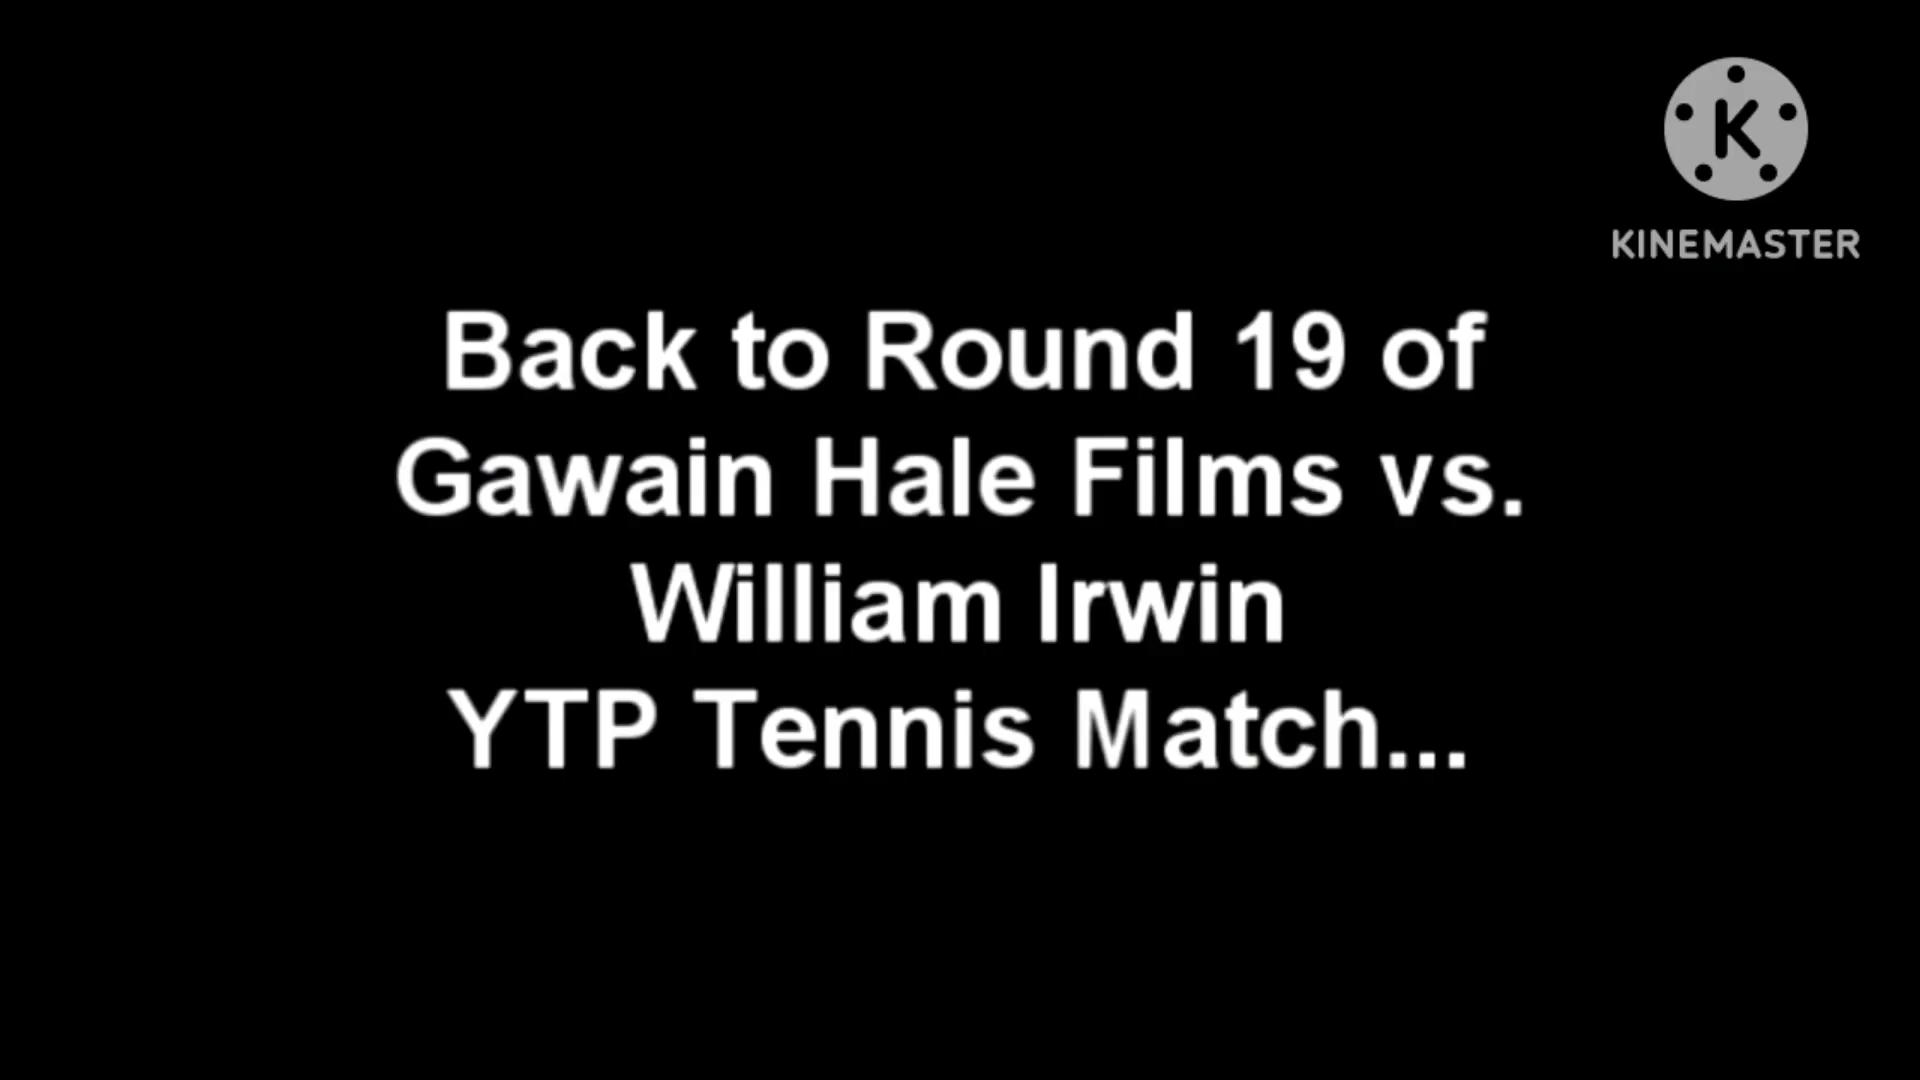 K
KINEMASTER
Back to Round 19 of
Gawain Hale Films vs.
William Irwin
YTP Tennis Match...